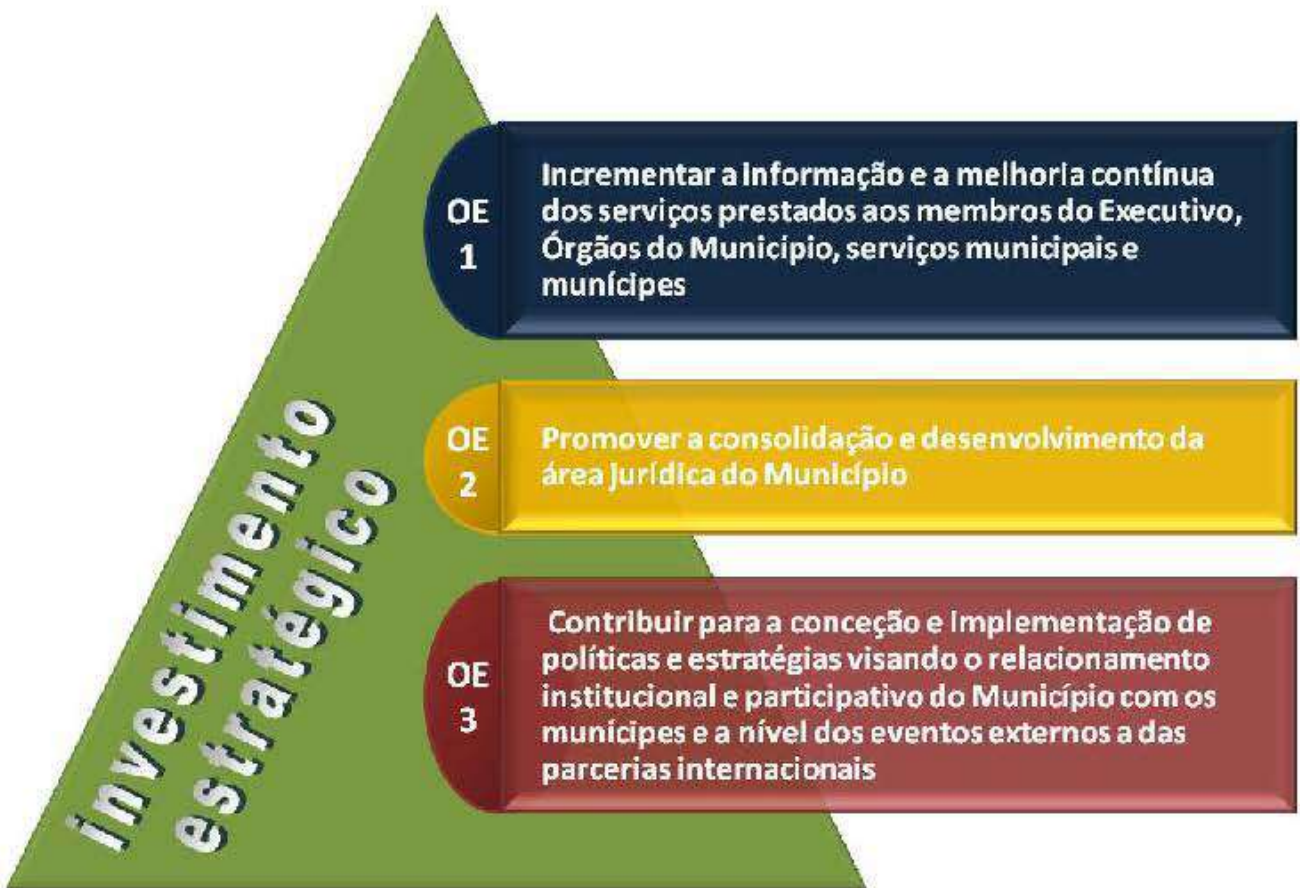 investimento
estratégico
OE
1
Incrementar a informação e a melhoria contínua
dos serviços prestados aos membros do Executivo,
Órgãos do Município, serviços municipais e
munícipes
OE
2
Promover a consolidação e desenvolvimento da
área jurídica do Município
OE
3
Contribuir para a conceção e implementação de
políticas e estratégias visando o relacionamento
institucional e participativo do Município com os
munícipes e a nível dos eventos externos a das
parcerias internacionais